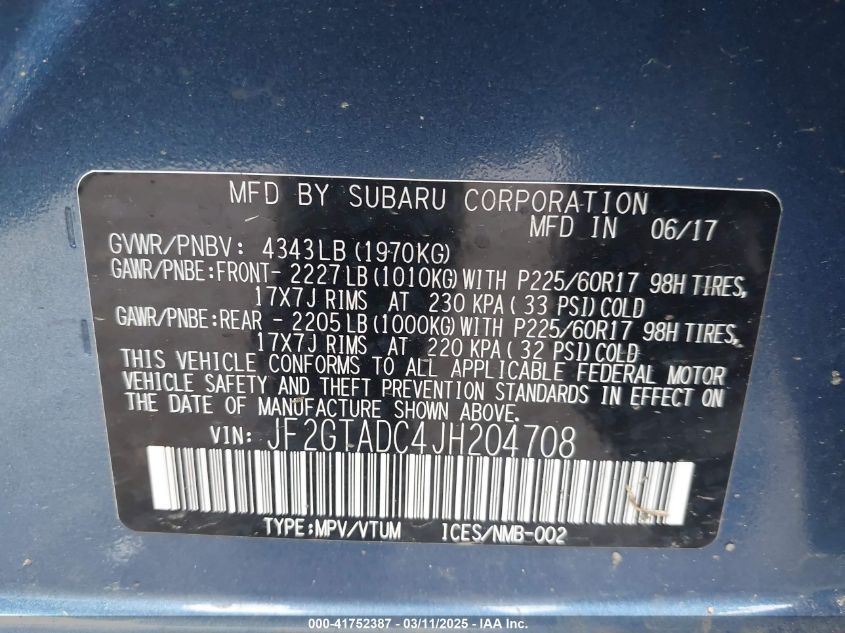 MFD BY SUBARU CORPORATION
MFD IN 06/17
GVWR/PNBV: 4343LB (1970KG)
GAWR/PNBE:FRONT- 2227LB (1010KG) WITH P225/60R17 98H TIRES,
17X7J RIMS AT 230 KPA ( 33 PSI) COLD
GAWR/PNBE:REAR - 2205LB (1000KG) WITH P225/60R17 98H TIRES,
17X7J RIMS AT 220 KPA ( 32 PSI) COLD
THIS VEHICLE CONFORMS TO ALL APPLICABLE FEDERAL MOTOR
VEHICLE SAFETY AND THEFT PREVENTION STANDARDS IN EFFECT ON
THE DATE OF MANUFACTURE SHOWN ABOVE.
VIN: JF2GTADC4JH204708
TYPE:MPV/VTUM ICES/NMB-002
000-41752387 - 03/11/2025 - IAA, LLC.